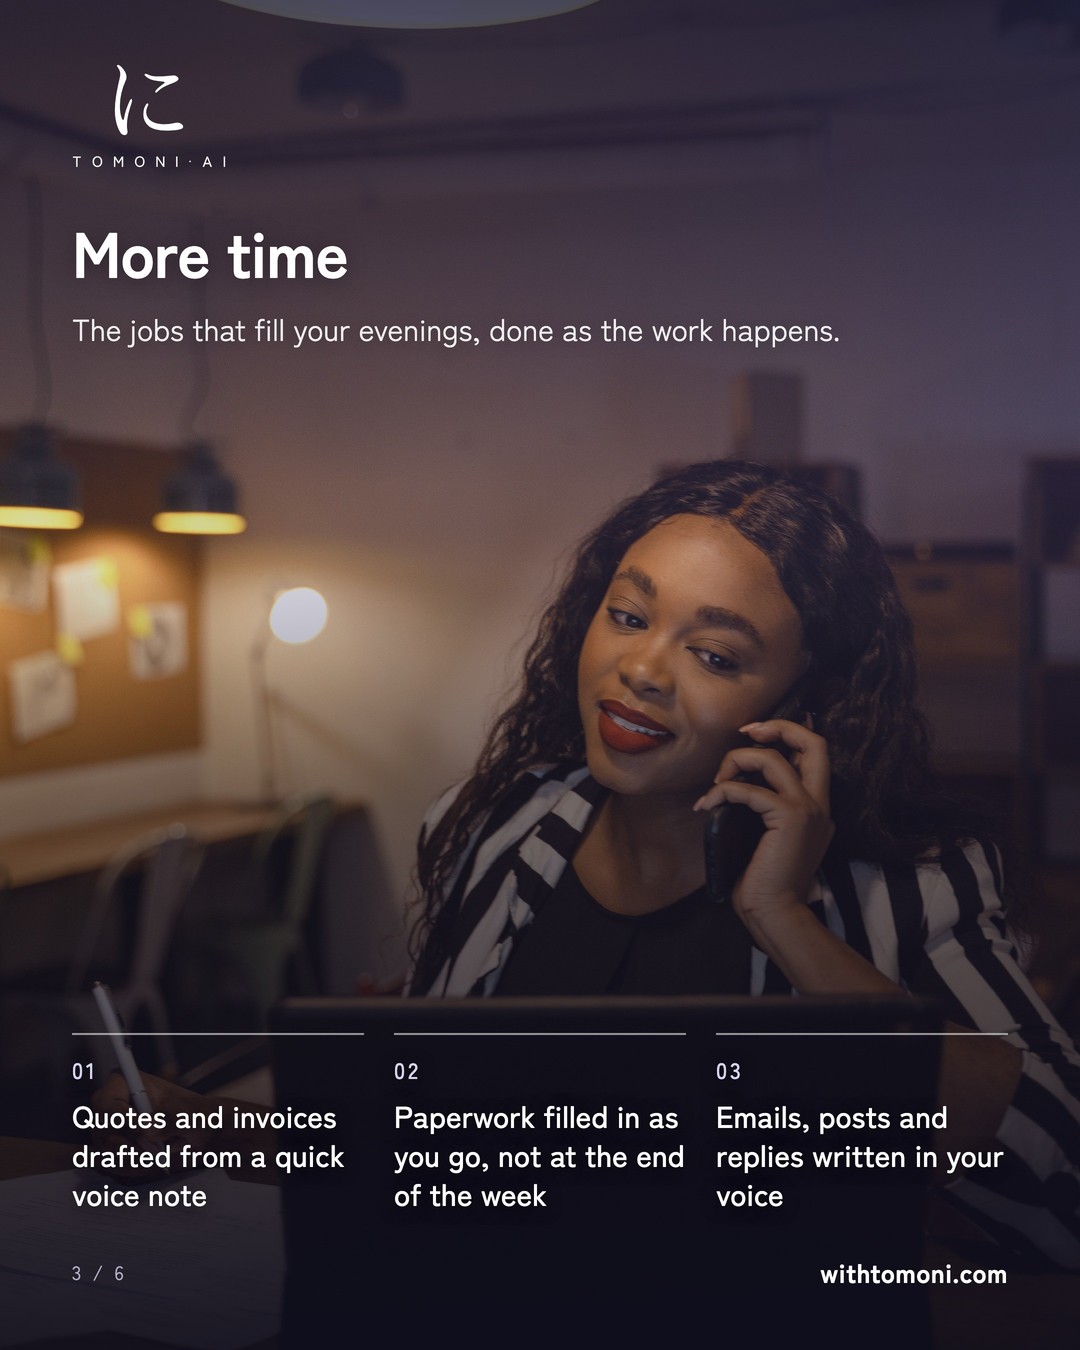 に
TOMONI·AI
More time
The jobs that fill your evenings, done as the work happens.
01
Quotes and invoices
drafted from a quick
voice note
02
Paperwork filled in as
you go, not at the end
of the week
03
Emails, posts and
replies written in your
voice
3 / 6
withtomoni.com